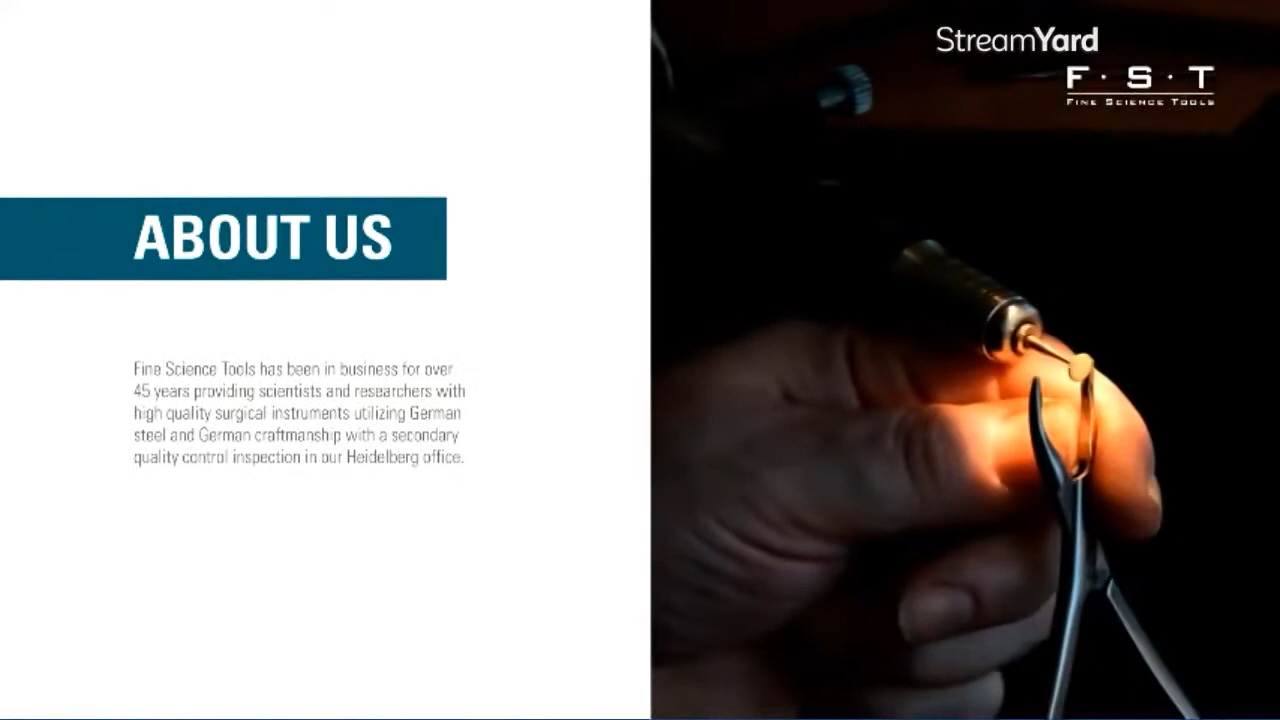 StreamYard
F·S·T
FINE SCIENCE TOOLS
ABOUT US
Fine Science Tools has been in business for over
45 years providing scientists and researchers with
high quality surgical instruments utilizing German
steel and German craftmanship with a secondary
quality control inspection in our Heidelberg office.